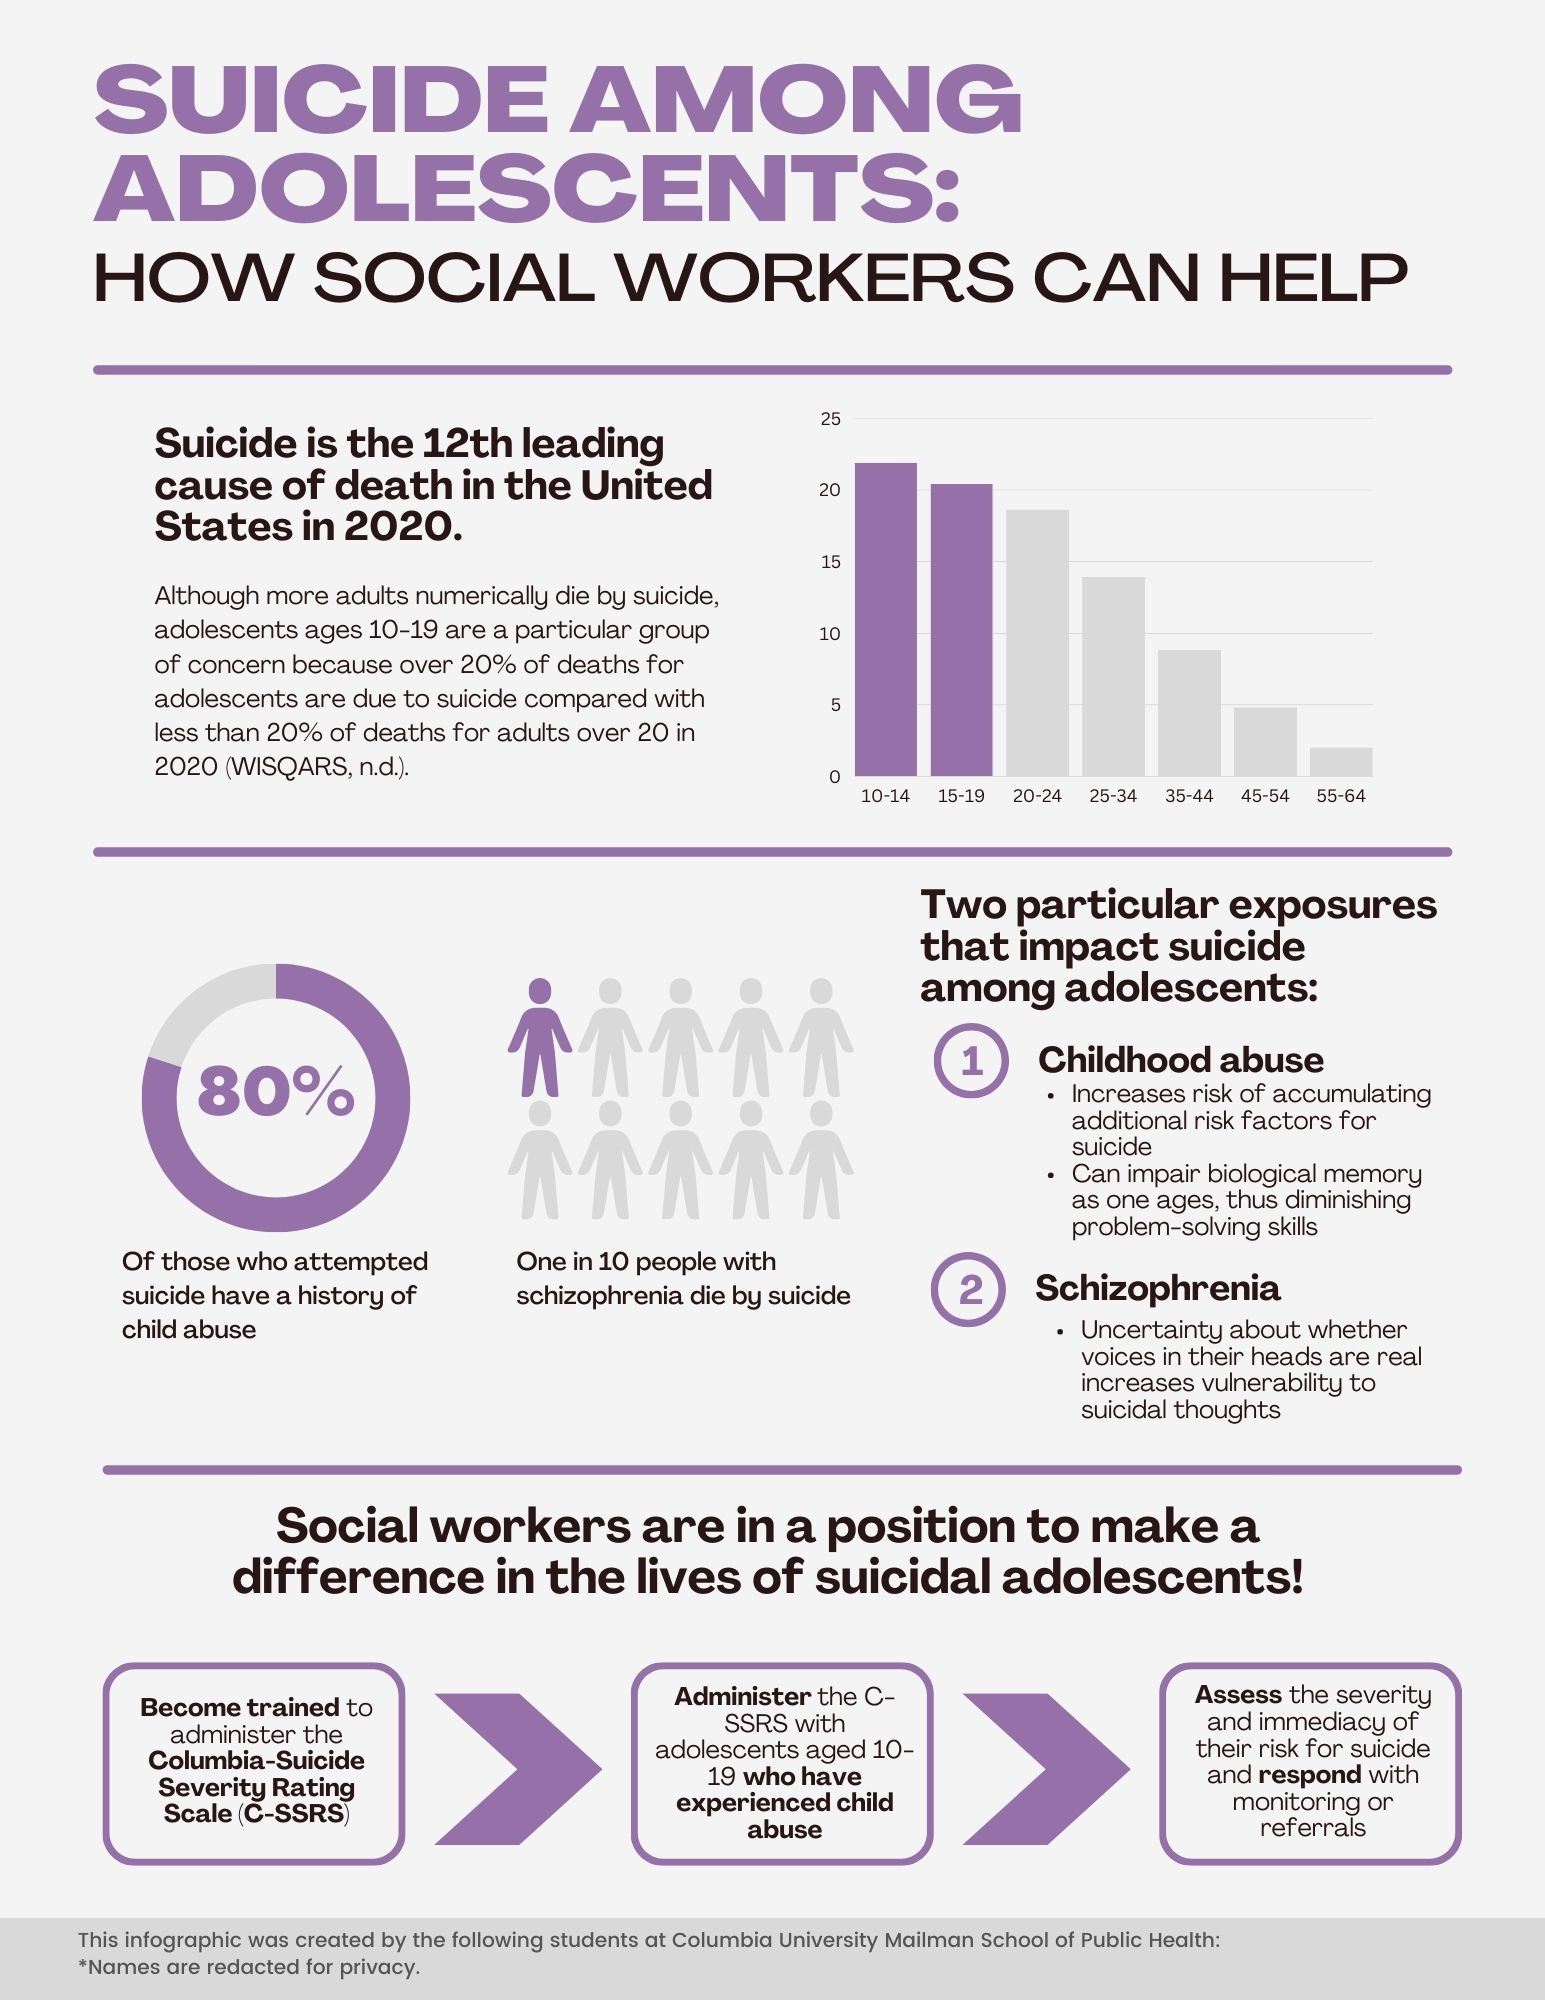 SUICIDE AMONG
ADOLESCENTS:
HOW SOCIAL WORKERS CAN HELP
Suicide is the 12th leading
cause of death in the United
States in 2020.
Although more adults numerically die by suicide,
adolescents ages 10-19 are a particular group
of concern because over 20% of deaths for
adolescents are due to suicide compared with
less than 20% of deaths for adults over 20 in
2020 (WISQARS, n.d.).
25
20
15
10
5
0
10-14 15-19 20-24 25-34 35-44 45-54 55-64
80%
Of those who attempted
suicide have a history of
child abuse
One in 10 people with
schizophrenia die by suicide
Two particular exposures
that impact suicide
among adolescents:
1 Childhood abuse
• Increases risk of accumulating
additional risk factors for
suicide
• Can impair biological memory
as one ages, thus diminishing
problem-solving skills
2 Schizophrenia
• Uncertainty about whether
voices in their heads are real
increases vulnerability to
suicidal thoughts
Social workers are in a position to make a
difference in the lives of suicidal adolescents!
Become trained to
administer the
Columbia-Suicide
Severity Rating
Scale (C-SSRS)
Administer the C-
SSRS with
adolescents aged 10-
19 who have
experienced child
abuse
Assess the severity
and immediacy of
their risk for suicide
and respond with
monitoring or
referrals
This infographic was created by the following students at Columbia University Mailman School of Public Health:
*Names are redacted for privacy.